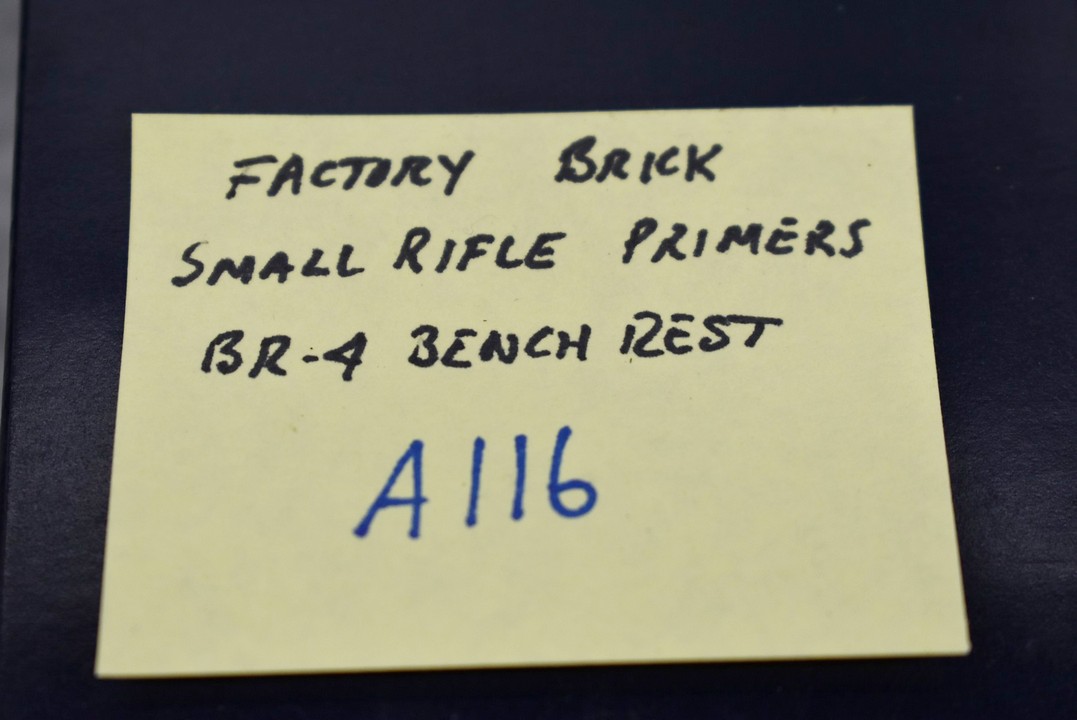 FACTORY BRICK
SMALL RIFLE PRIMERS
BR-4 BENCH REST
A116